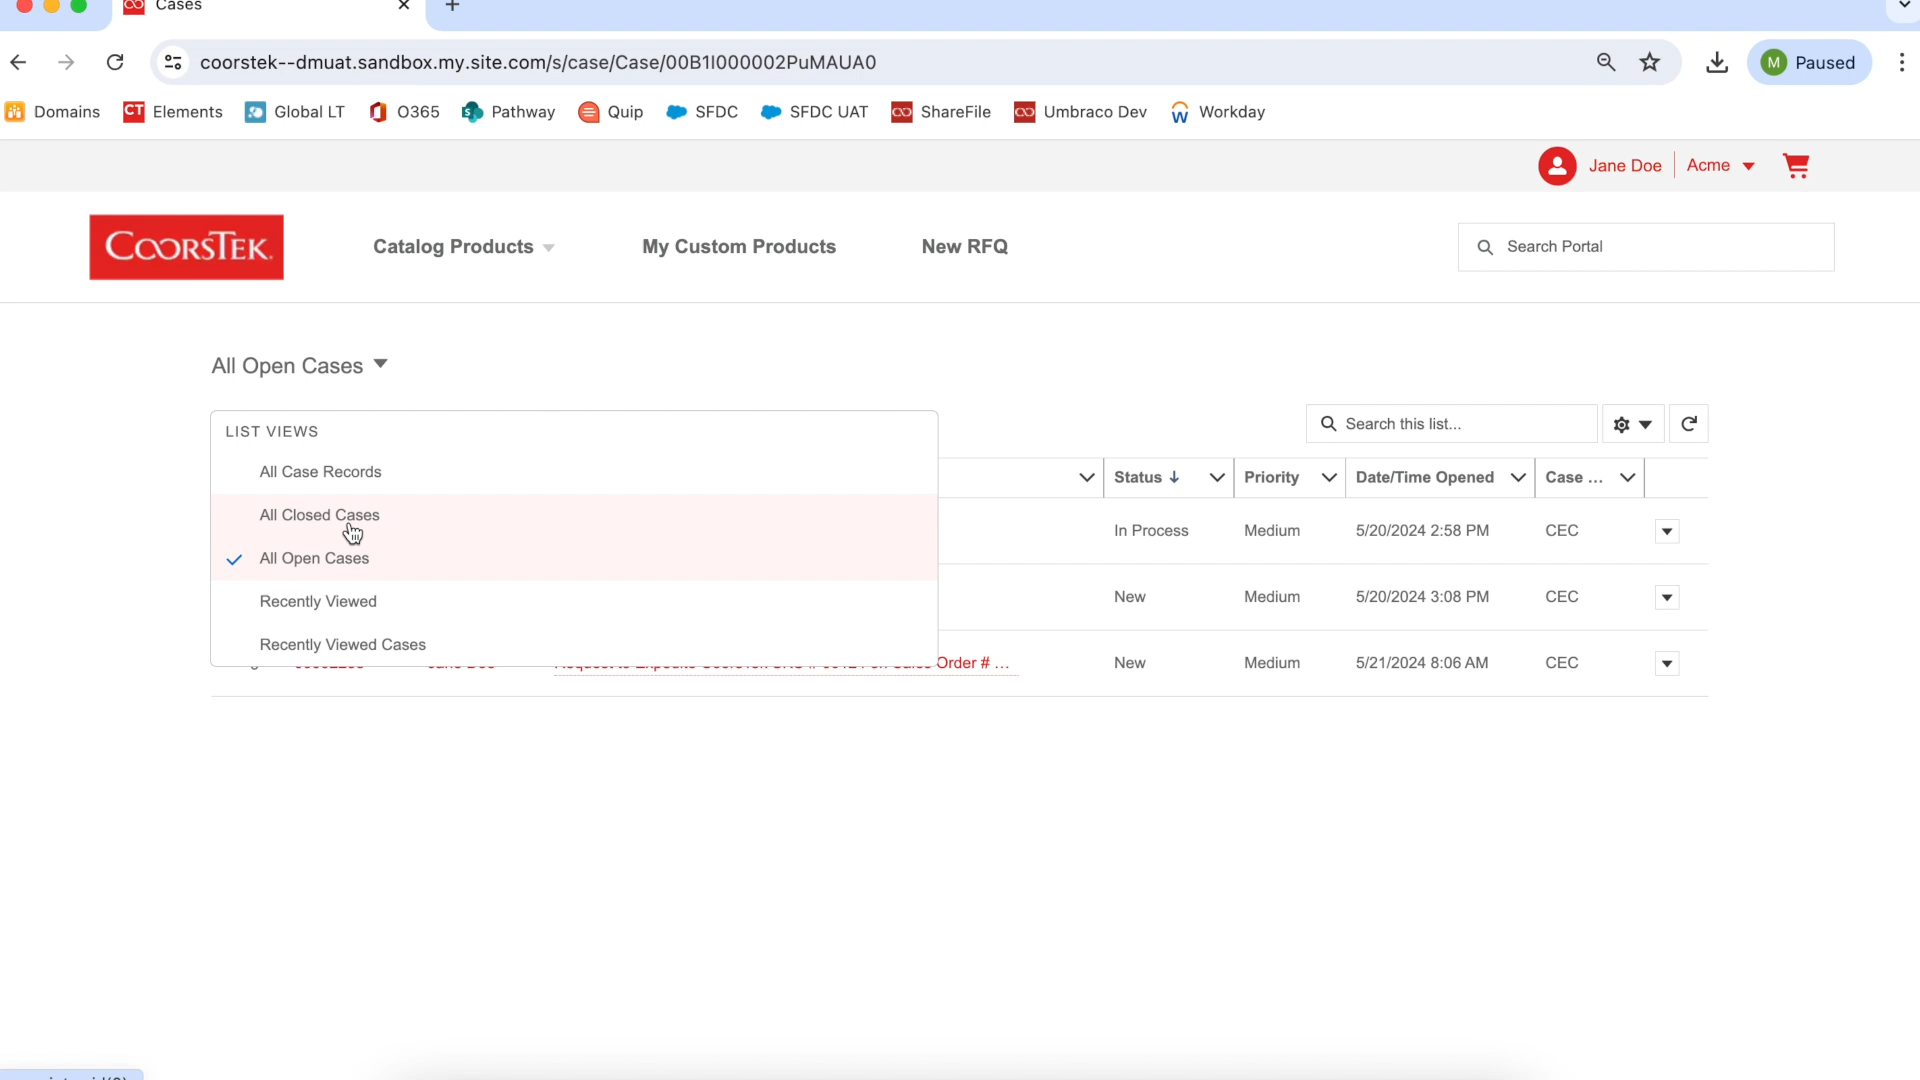 Cases
coorstek--dmuat.sandbox.my.site.com/s/case/Case/00B1I000002PuMAUA0
M Paused
Domains CT Elements Global LT O365 Pathway Quip SFDC SFDC UAT ShareFile Umbraco Dev Workday
Jane Doe Acme
COORSTEK Catalog Products My Custom Products New RFQ Search Portal
All Open Cases
LIST VIEWS
Search this list...
All Case Records
Status Priority Date/Time Opened Case ...
All Closed Cases
In Process Medium 5/20/2024 2:58 PM CEC
All Open Cases
Recently Viewed
New Medium 5/20/2024 3:08 PM CEC
Recently Viewed Cases
Order # ... New Medium 5/21/2024 8:06 AM CEC